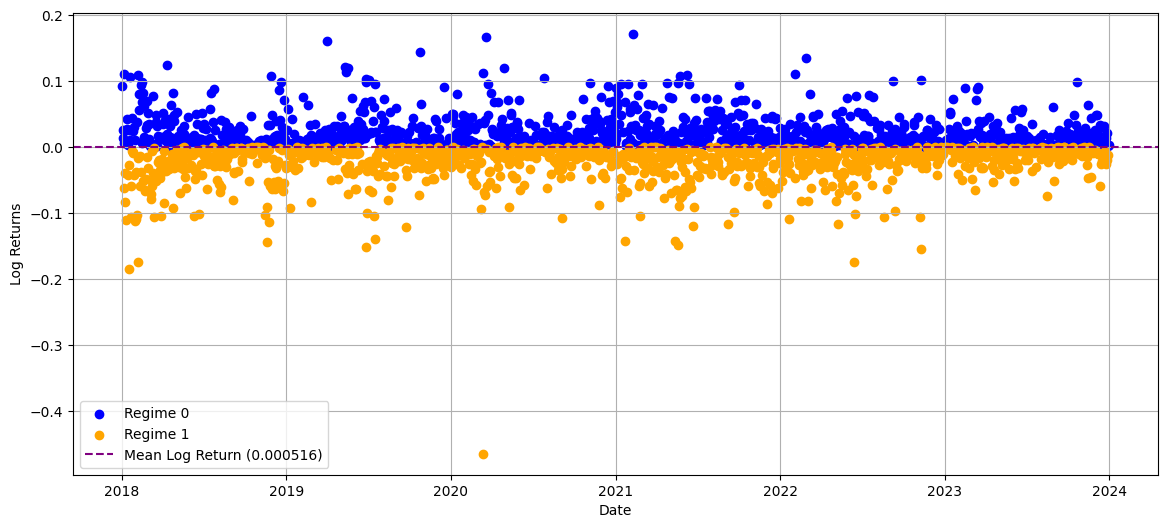 0.2
0.1
0.0
−0.1
−0.2
−0.3
−0.4
Log Returns
Regime 0
Regime 1
Mean Log Return (0.000516)
2018 2019 2020 2021 2022 2023 2024
Date